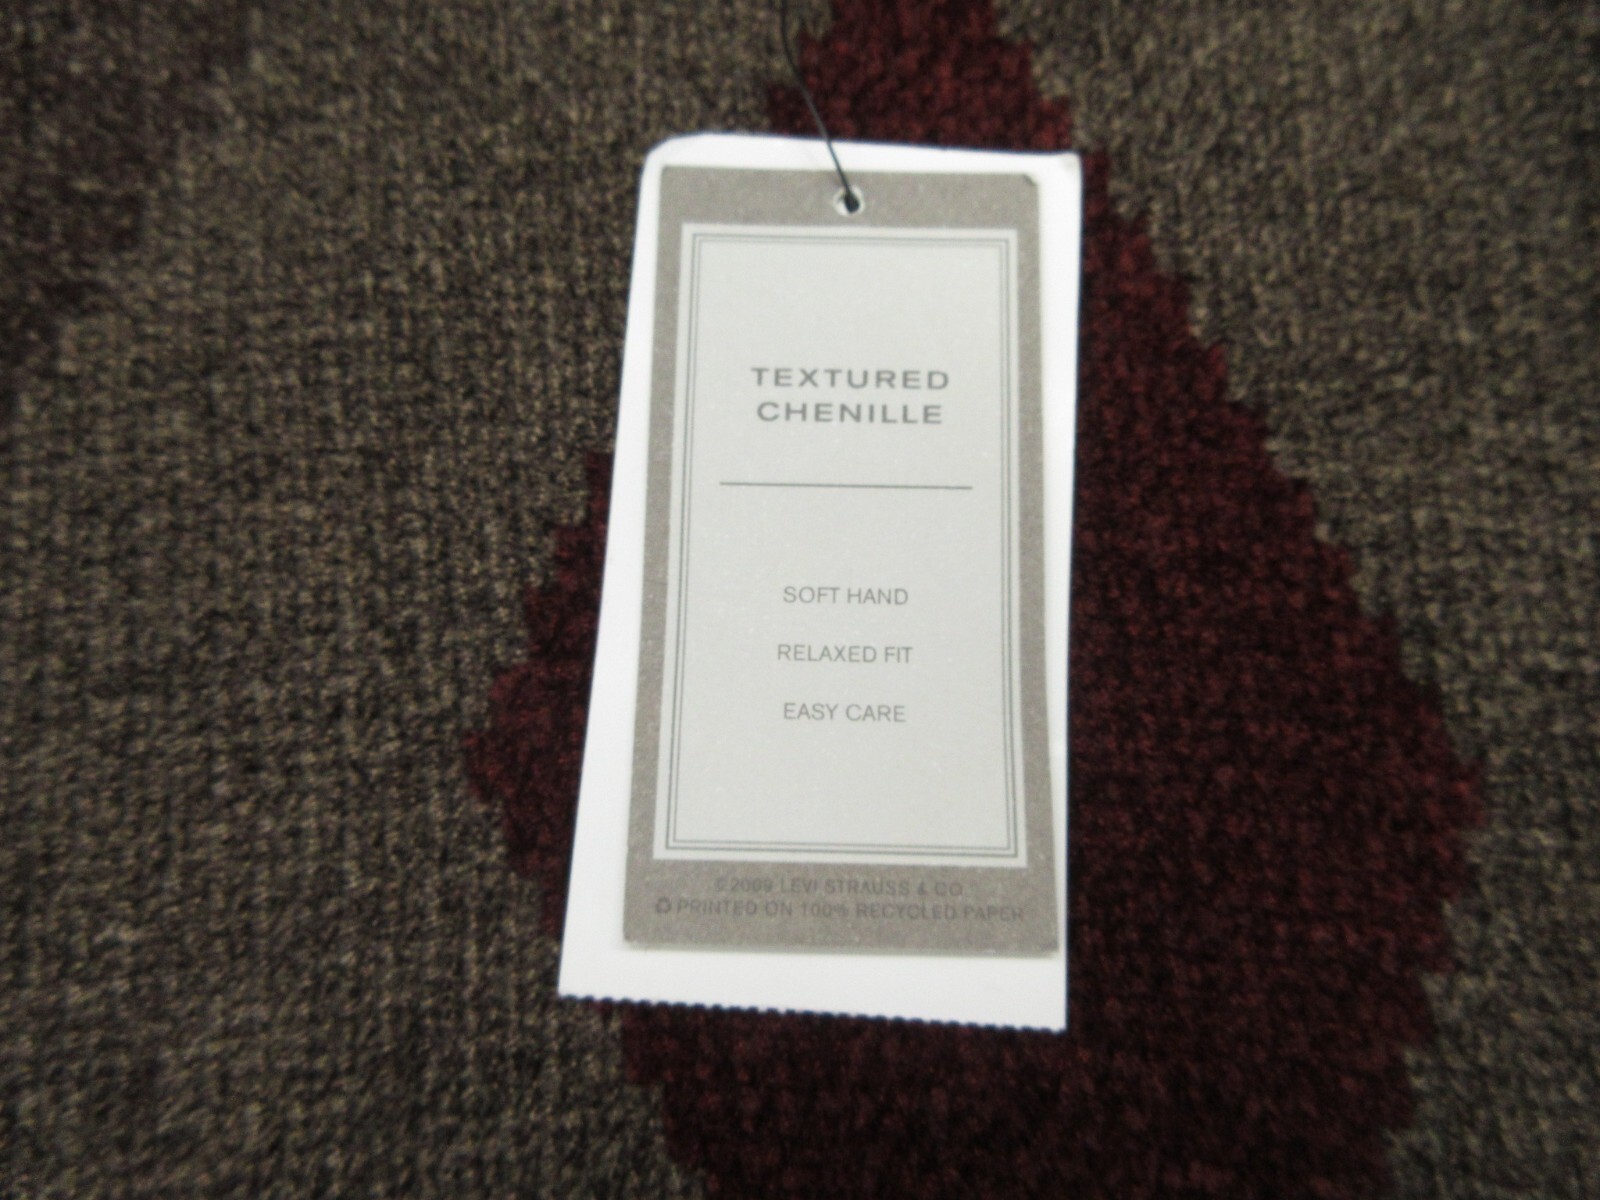 TEXTURED
CHENILLE
SOFT HAND
RELAXED FIT
EASY CARE
©2009 LEVI STRAUSS & CO
♻ PRINTED ON 100% RECYCLED PAPER